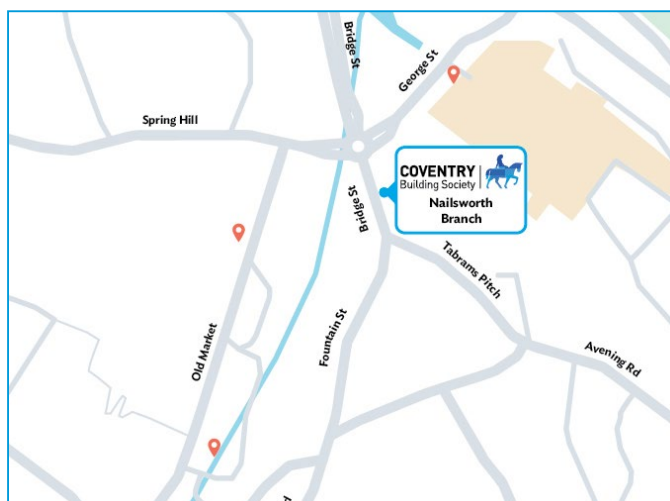 Bridge St
George St
Spring Hill
COVENTRY
Building Society
Nailsworth
Branch
Bridge St
Tabrams Pitch
Old Market
Fountain St
Avening Rd